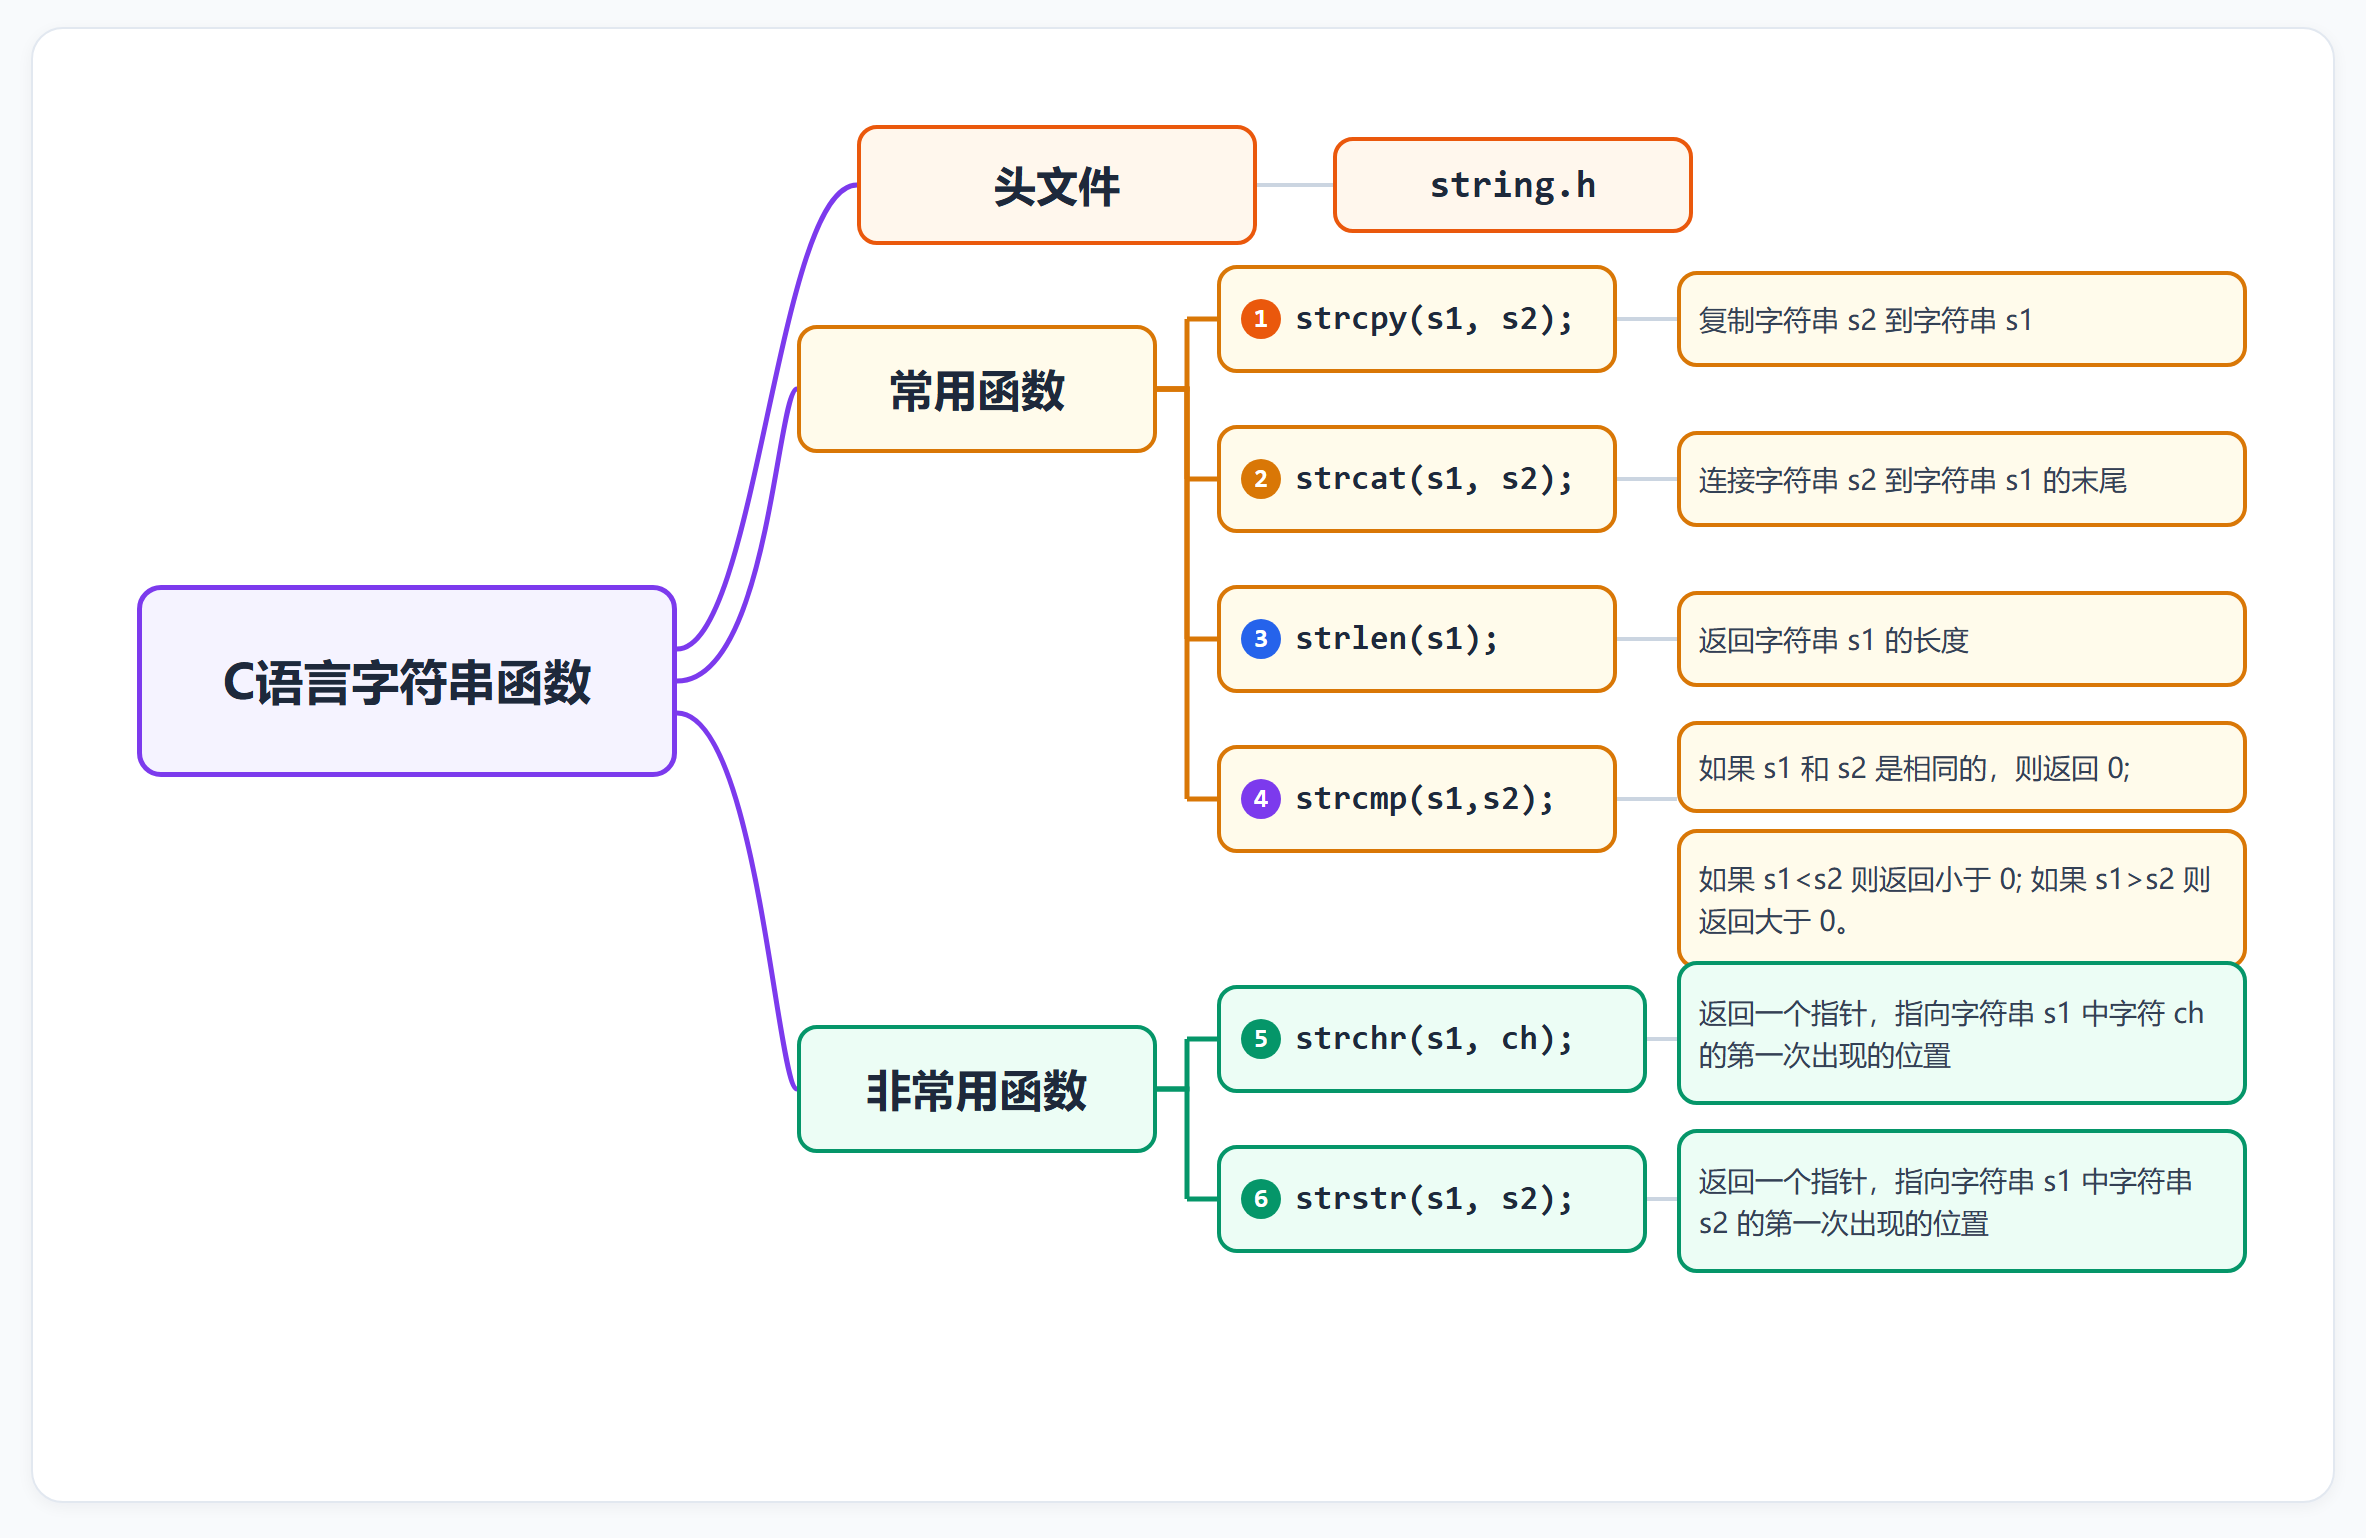 头文件
string.h
常用函数
1 strcpy(s1, s2);
复制字符串 s2 到字符串 s1
2 strcat(s1, s2);
连接字符串 s2 到字符串 s1 的末尾
3 strlen(s1);
返回字符串 s1 的长度
C语言字符串函数
4 strcmp(s1,s2);
如果 s1 和 s2 是相同的，则返回 0;
如果 s1<s2 则返回小于 0; 如果 s1>s2 则
返回大于 0。
非常用函数
5 strchr(s1, ch);
返回一个指针，指向字符串 s1 中字符 ch
的第一次出现的位置
6 strstr(s1, s2);
返回一个指针，指向字符串 s1 中字符串
s2 的第一次出现的位置